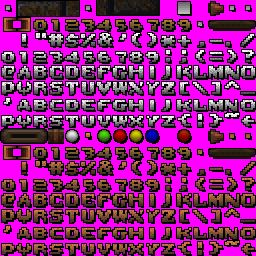 0123456789.
!"#$%&'()*+,-./
0123456789:;(=)?
@ABCDEFGHIJKLMNO
PQRSTUVWXYZ[\]^_
'ABCDEFGHIJKLMNO
PQRSTUVWXYZ{!}~
0123456789.
!"#$%&'()*+,-./
0123456789:;(=)?
@ABCDEFGHIJKLMNO
PQRSTUVWXYZ[\]^_
'ABCDEFGHIJKLMNO
PQRSTUVWXYZ{!}~